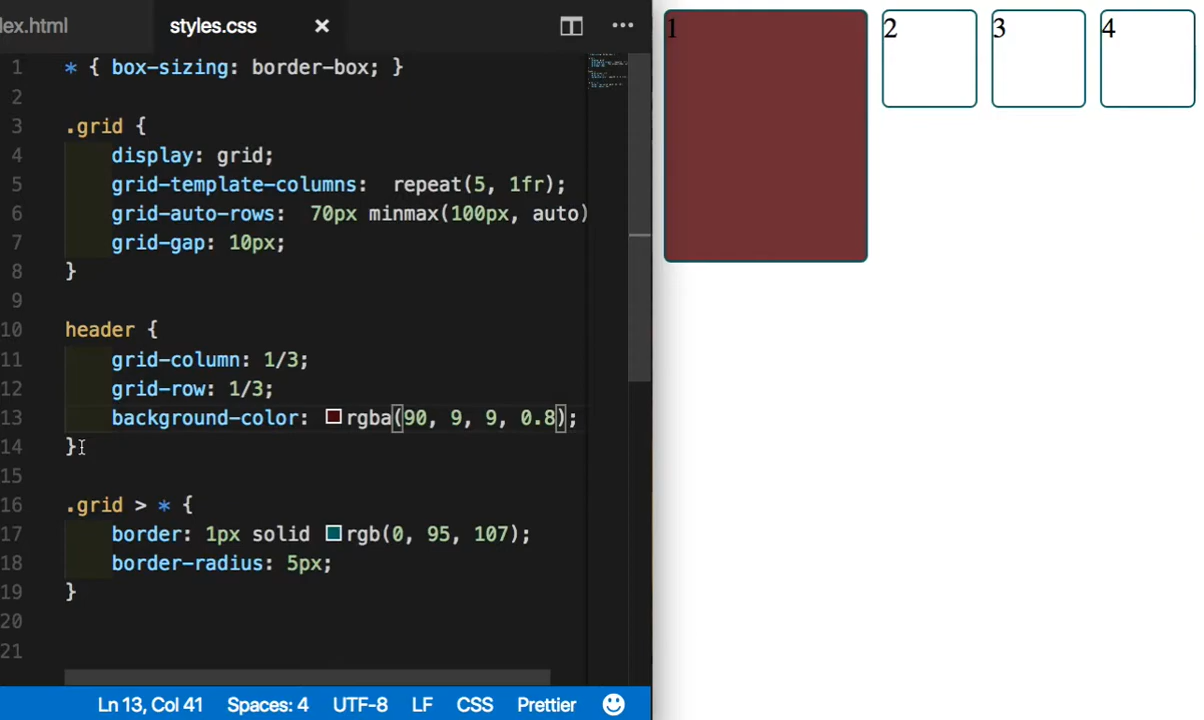 lex.html styles.css ×
1 * { box-sizing: border-box; }
2
3 .grid {
4 display: grid;
5 grid-template-columns:  repeat(5, 1fr);
6 grid-auto-rows:  70px minmax(100px, auto)
7 grid-gap: 10px;
8 }
9
10 header {
11 grid-column: 1/3;
12 grid-row: 1/3;
13 background-color: rgba(90, 9, 9, 0.8);
14 }
15
16 .grid > * {
17 border: 1px solid rgb(0, 95, 107);
18 border-radius: 5px;
19 }
20
21
Ln 13, Col 41 Spaces: 4 UTF-8 LF CSS Prettier
1 2 3 4